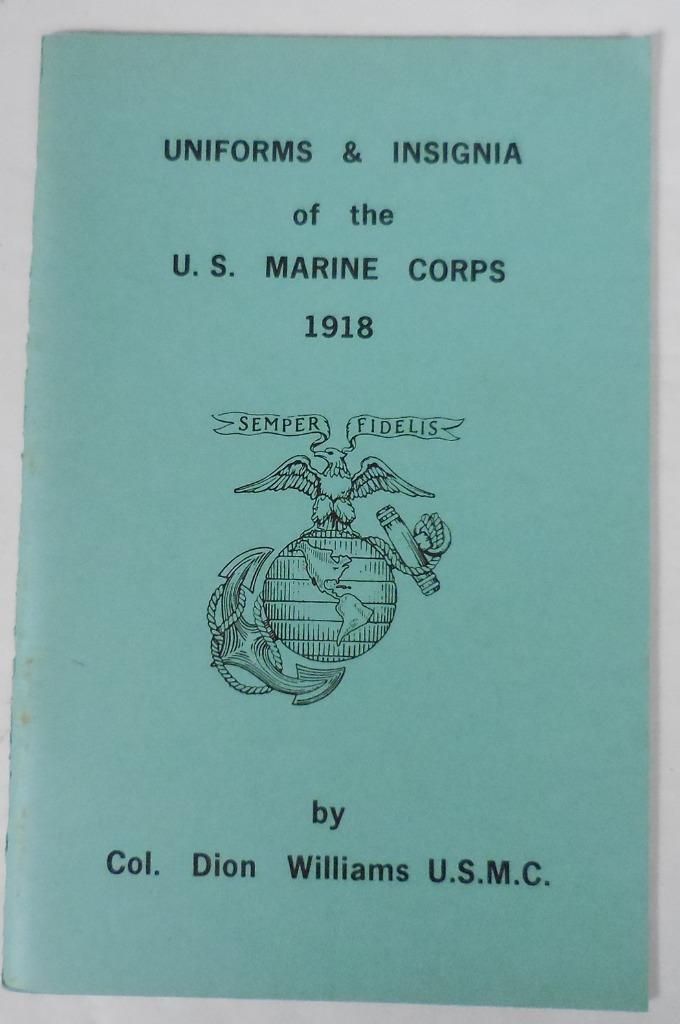 UNIFORMS & INSIGNIA
of the
U. S. MARINE CORPS
1918
SEMPER FIDELIS
by
Col. Dion Williams U.S.M.C.